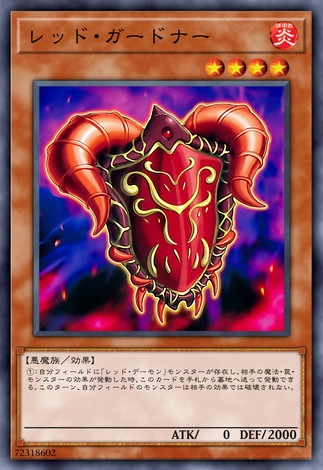 レッド・ガードナー
炎
【悪魔族／効果】
①：自分フィールドに「レッド・デーモン」モンスターが存在し、相手の魔法・罠・
モンスターの効果が発動した時、このカードを手札から墓地へ送って発動でき
る。このターン、自分フィールドのモンスターは相手の効果では破壊されない。
ATK/ 0 DEF/2000
72318602